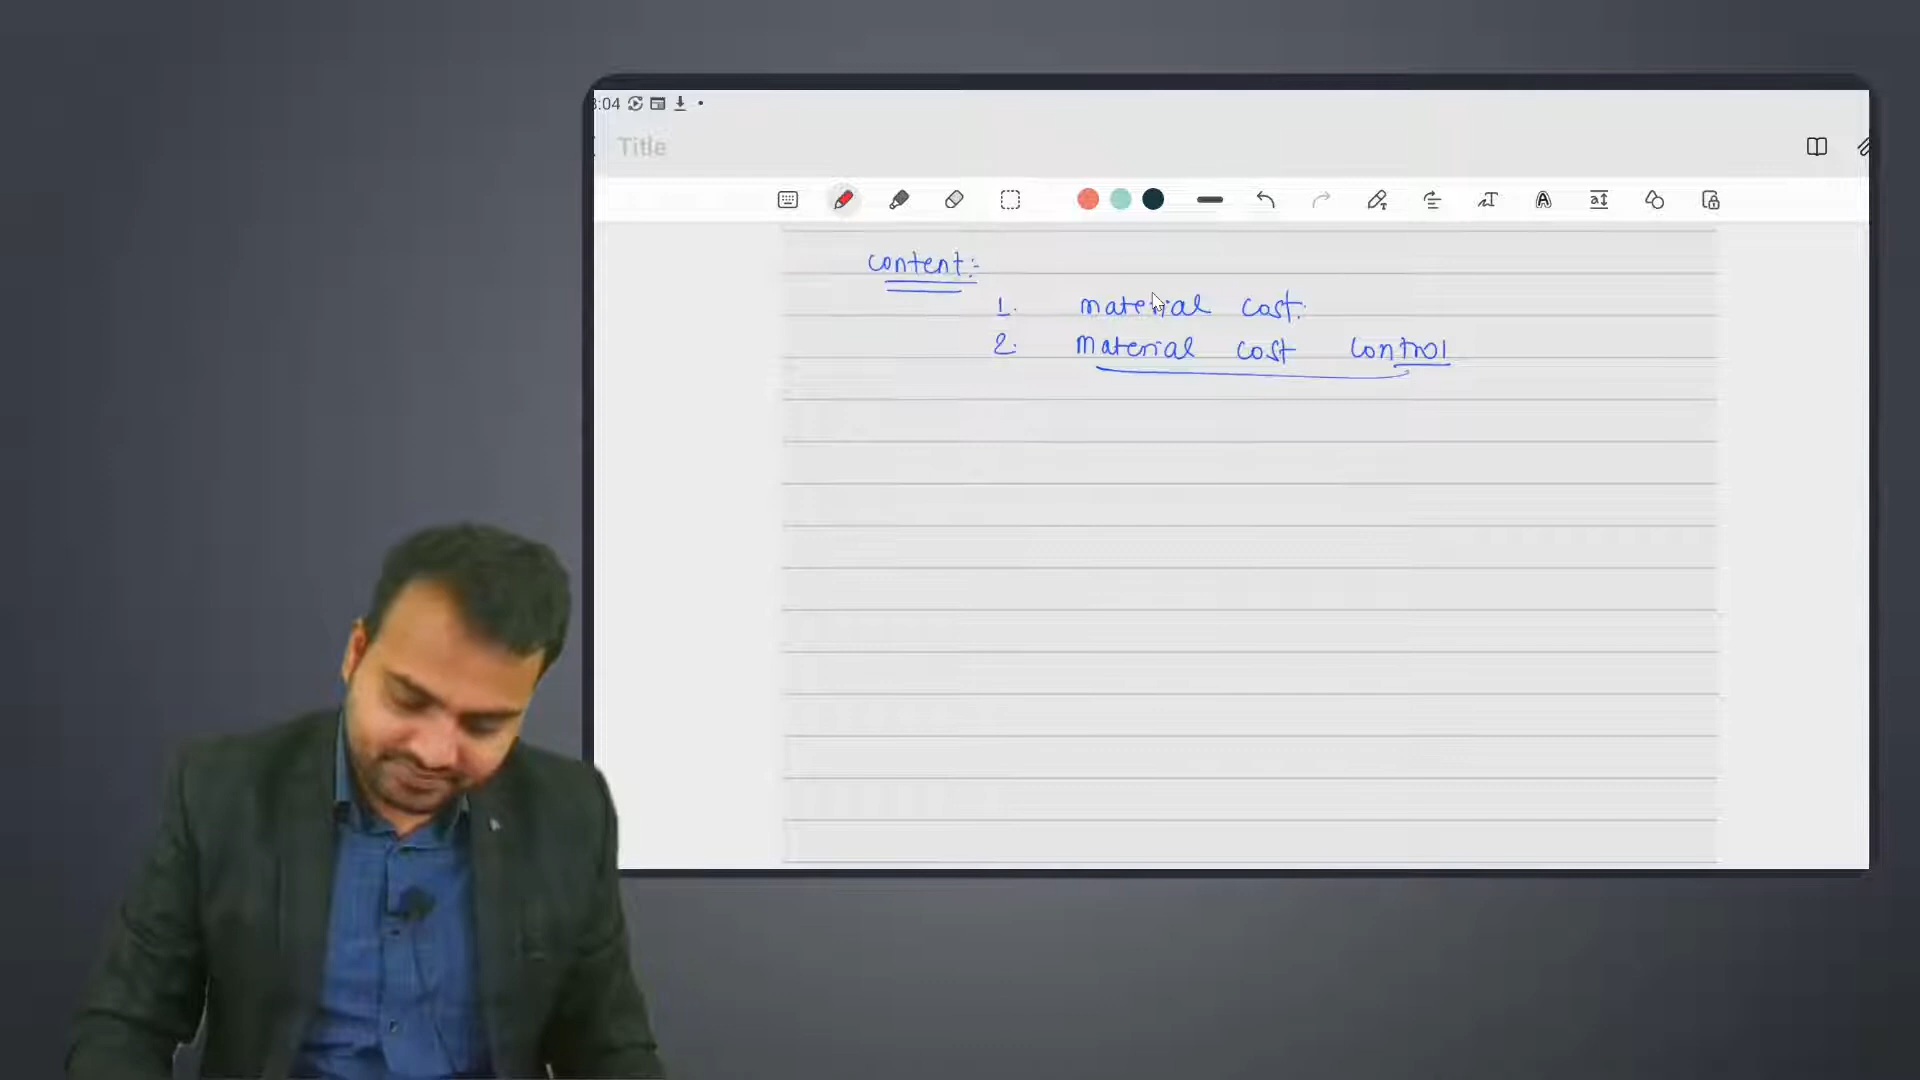 3:04
Title
Content:-
1. material cost.
2. Material cost control